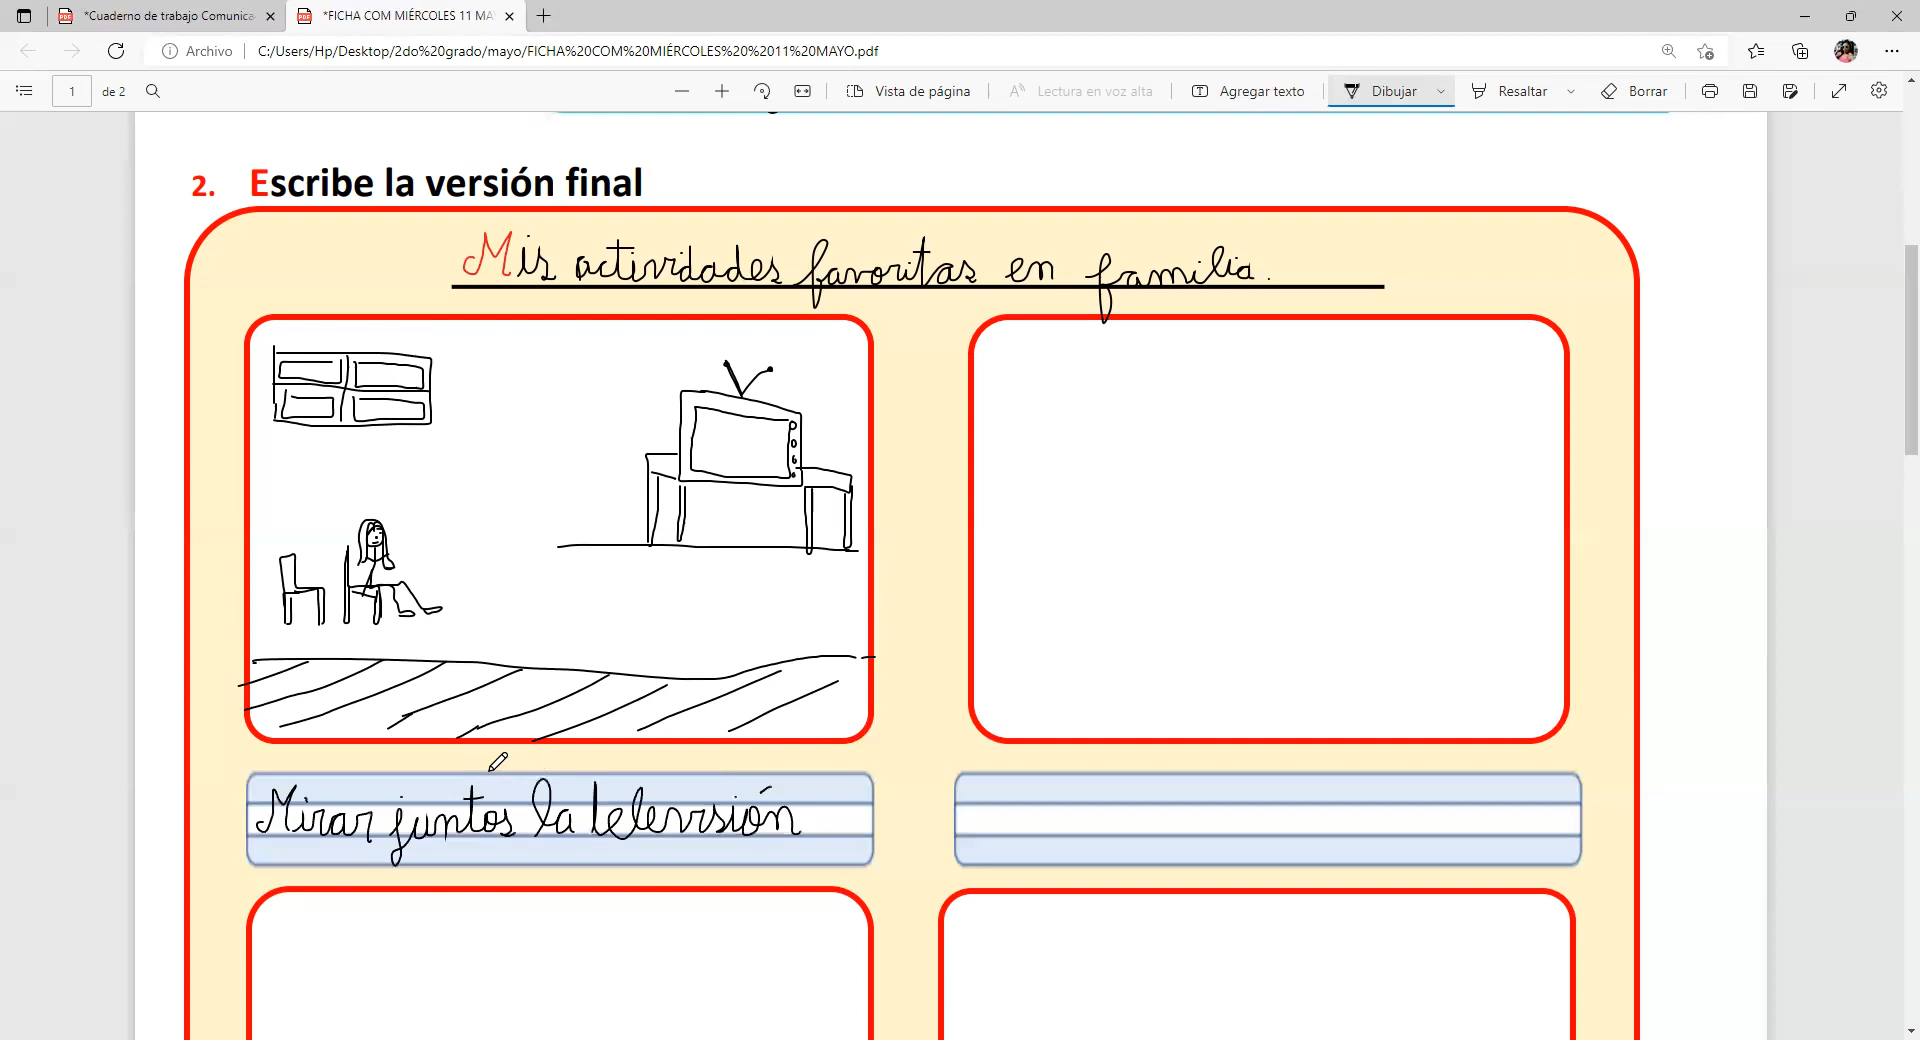 *Cuaderno de trabajo Comunica
*FICHA COM MIÉRCOLES 11 MA
Archivo C:/Users/Hp/Desktop/2do%20grado/mayo/FICHA%20COM%20MIÉRCOLES%20%2011%20MAYO.pdf
1 de 2 Vista de página Lectura en voz alta Agregar texto Dibujar Resaltar Borrar
2. Escribe la versión final
Mis actividades favoritas en familia.
Mirar juntos la televisión